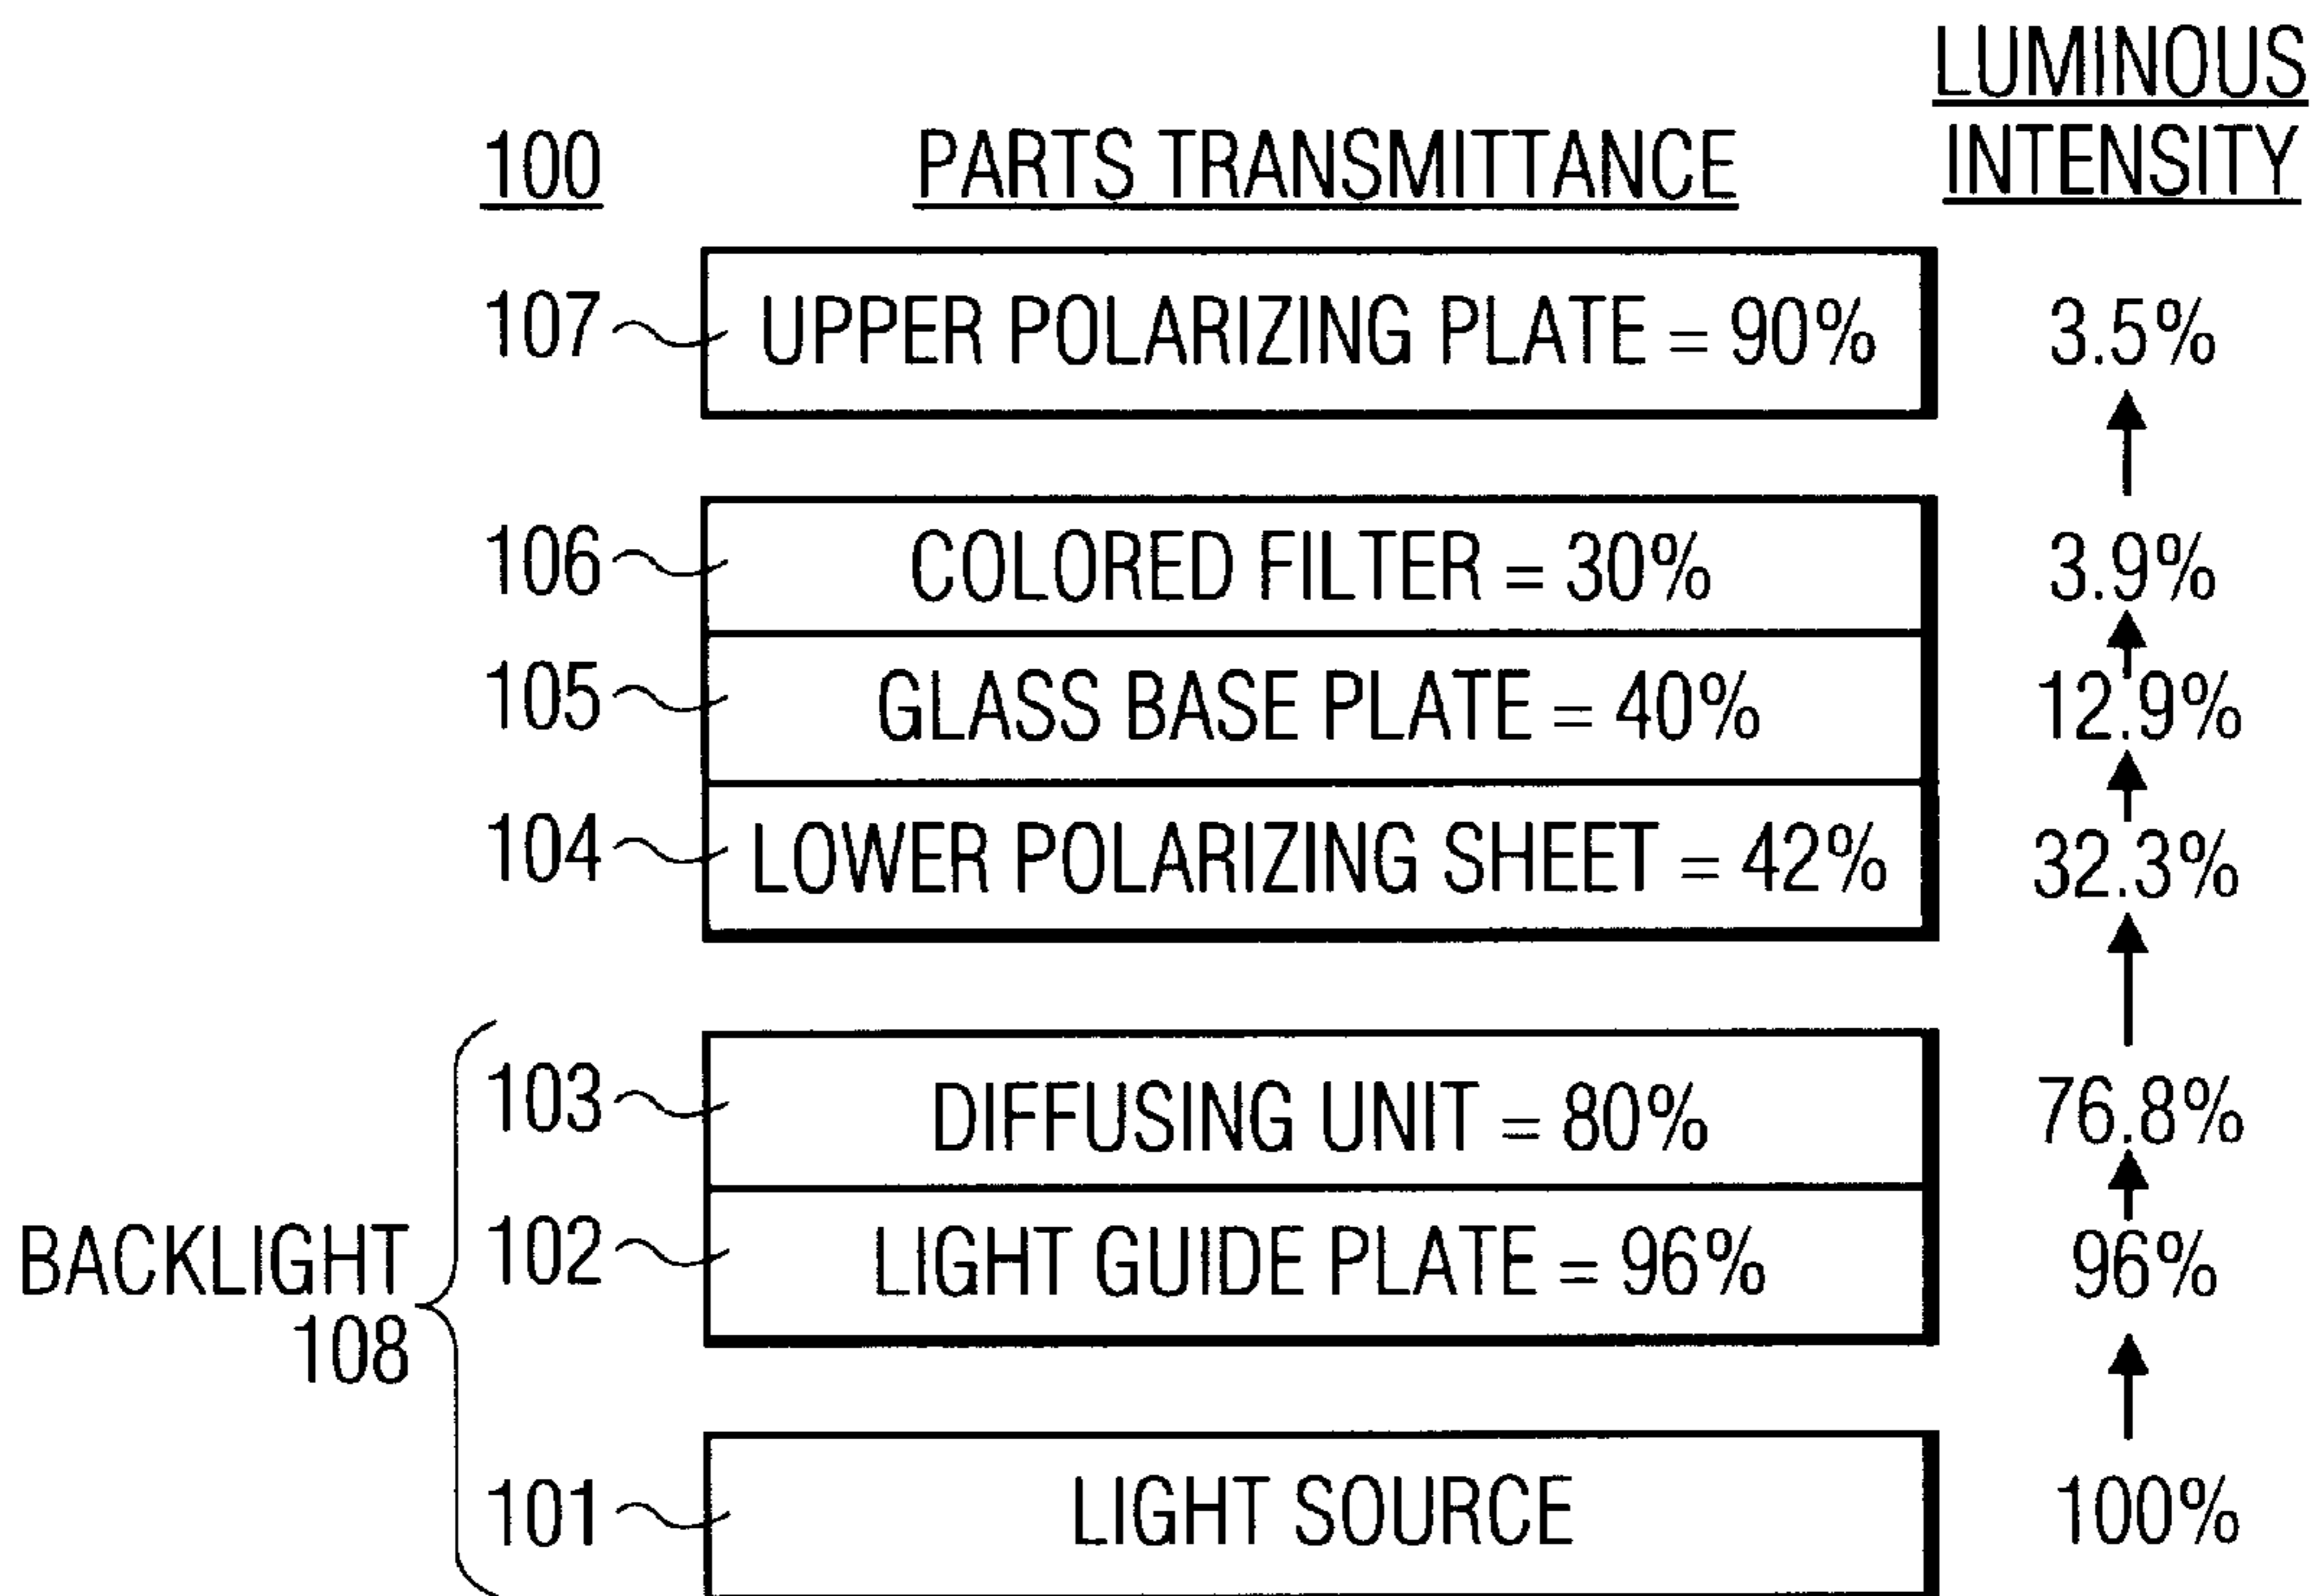 LUMINOUS
INTENSITY
100
PARTS TRANSMITTANCE
107
UPPER POLARIZING PLATE = 90%
3.5%
106
COLORED FILTER = 30%
3.9%
105
GLASS BASE PLATE = 40%
12.9%
104
LOWER POLARIZING SHEET = 42%
32.3%
103
DIFFUSING UNIT = 80%
76.8%
BACKLIGHT
108
102
LIGHT GUIDE PLATE = 96%
96%
101
LIGHT SOURCE
100%